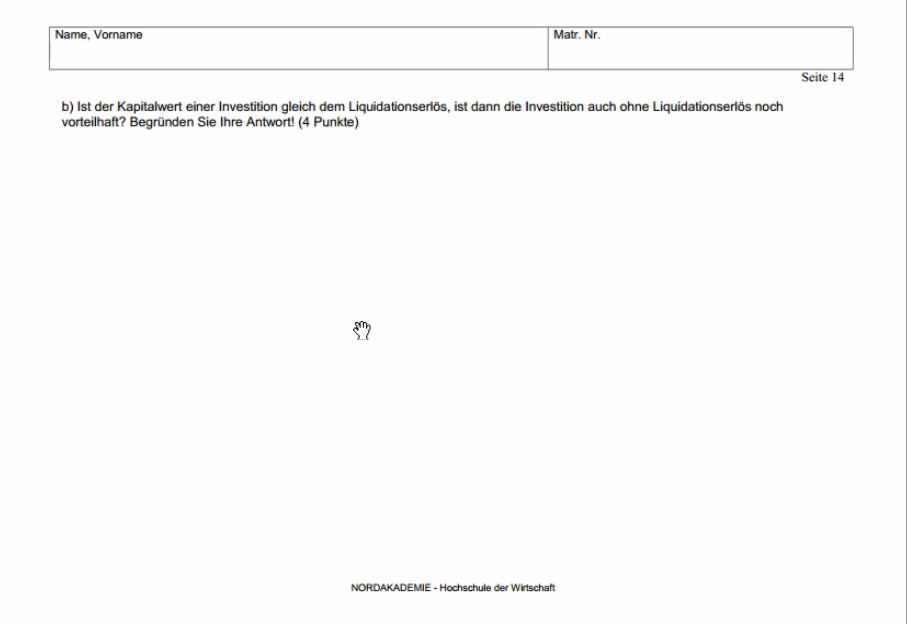 Name, Vorname
Matr. Nr.
Seite 14
b) Ist der Kapitalwert einer Investition gleich dem Liquidationserlös, ist dann die Investition auch ohne Liquidationserlös noch
vorteilhaft? Begründen Sie Ihre Antwort! (4 Punkte)
NORDAKADEMIE - Hochschule der Wirtschaft